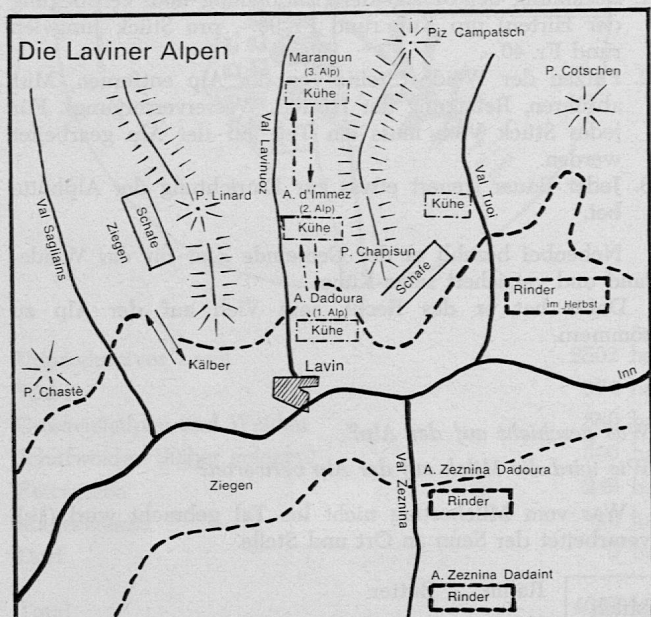 Die Laviner Alpen
Marangun
(3. Alp)
Kühe
Piz Campatsch
P. Cotschen
Val Saglains
Ziegen
Schafe
P. Linard
Val Lavinuoz
A. d'Immez
(2. Alp)
Kühe
Kühe
Val Tuoi
P. Chapisun
Schafe
Rinder
im Herbst
A. Dadoura
(1. Alp)
Kühe
Kälber
Lavin
Inn
P. Chastè
Ziegen
Val Zeznina
A. Zeznina Dadoura
Rinder
A. Zeznina Dadaint
Rinder